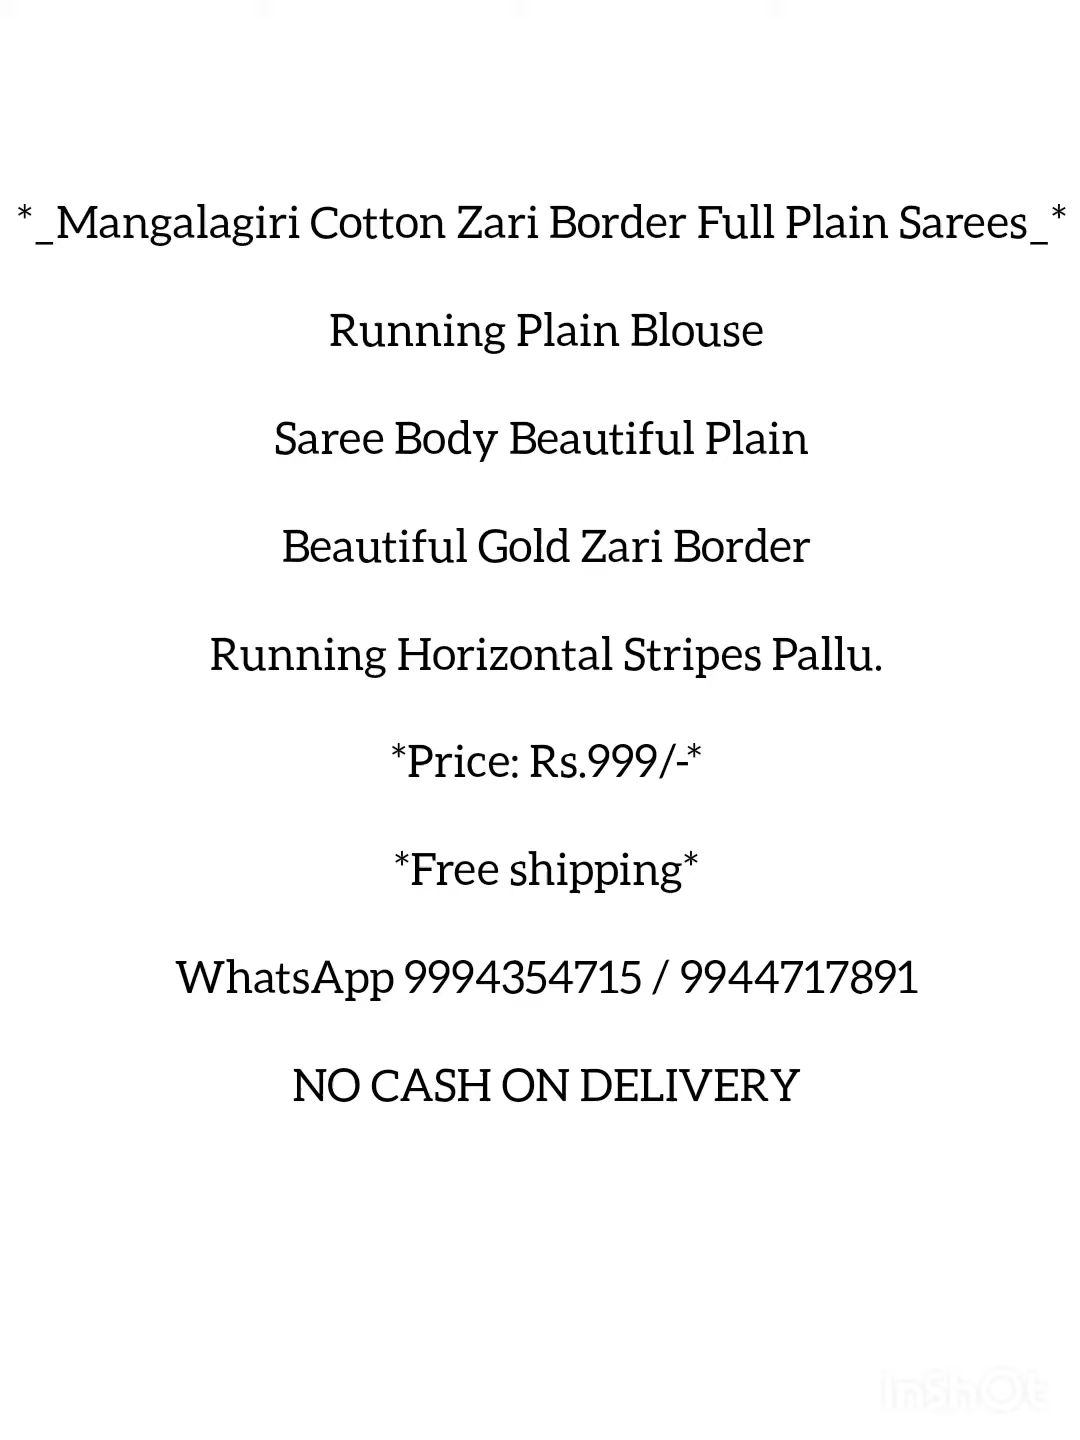 *_Mangalagiri Cotton Zari Border Full Plain Sarees_*
Running Plain Blouse
Saree Body Beautiful Plain
Beautiful Gold Zari Border
Running Horizontal Stripes Pallu.
*Price: Rs.999/-*
*Free shipping*
WhatsApp 9994354715 / 9944717891
NO CASH ON DELIVERY
InShOt